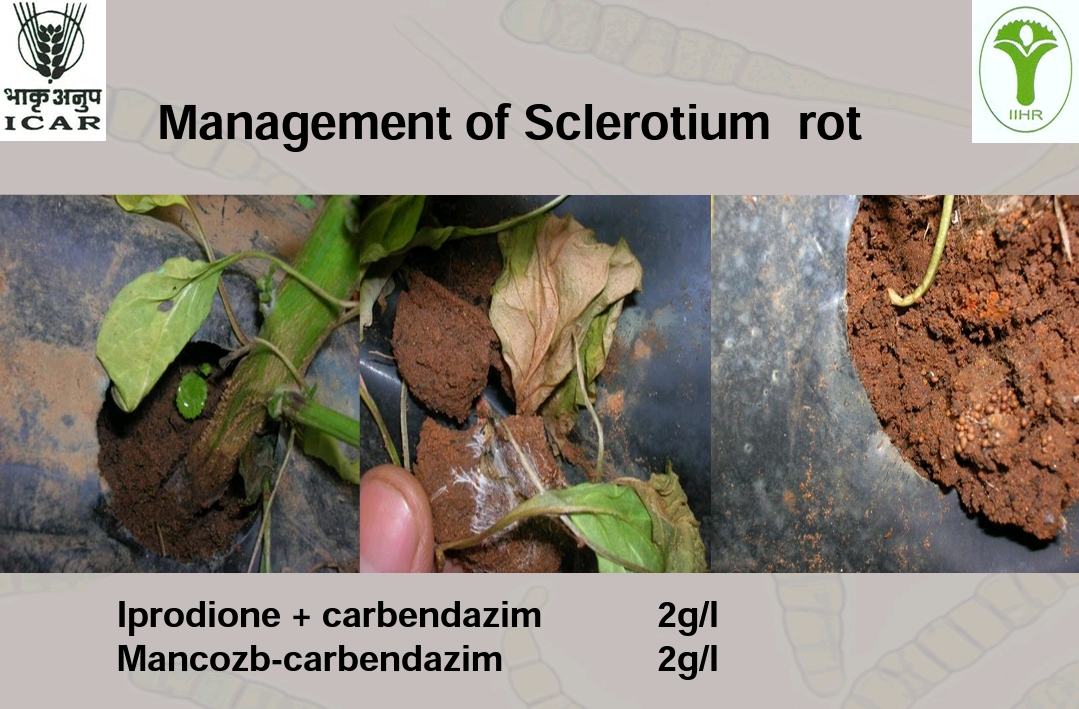 भाकृअनुप
ICAR
IIHR
Management of Sclerotium rot
Iprodione + carbendazim 2g/l
Mancozb-carbendazim 2g/l